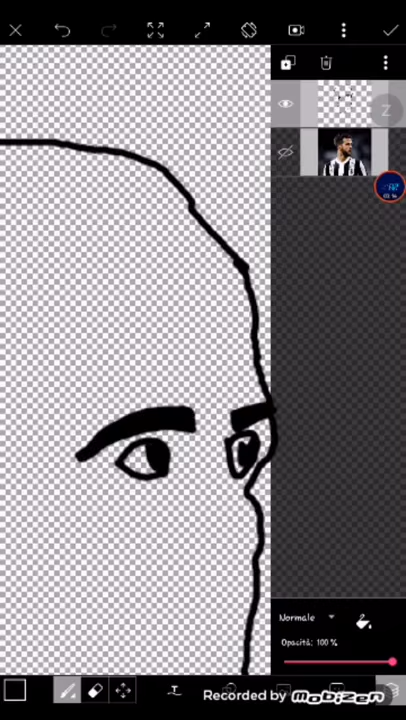 Z
Normale
Opacità: 100 %
T
Recorded by mobizen